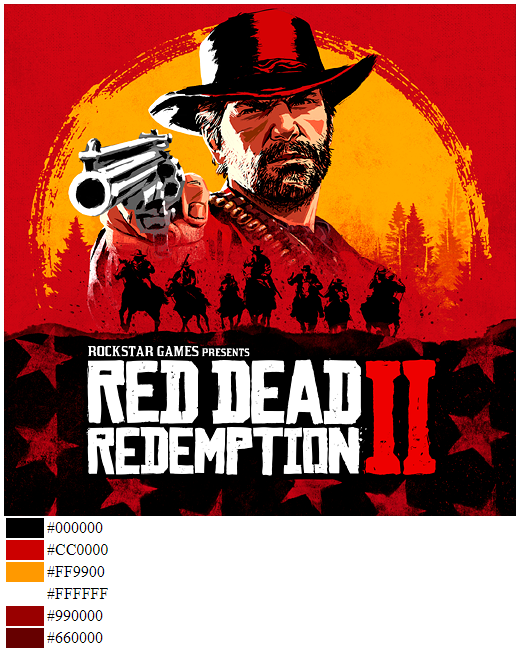 ROCKSTAR GAMES PRESENTS
RED DEAD
REDEMPTION II
#000000
#CC0000
#FF9900
#FFFFFF
#990000
#660000